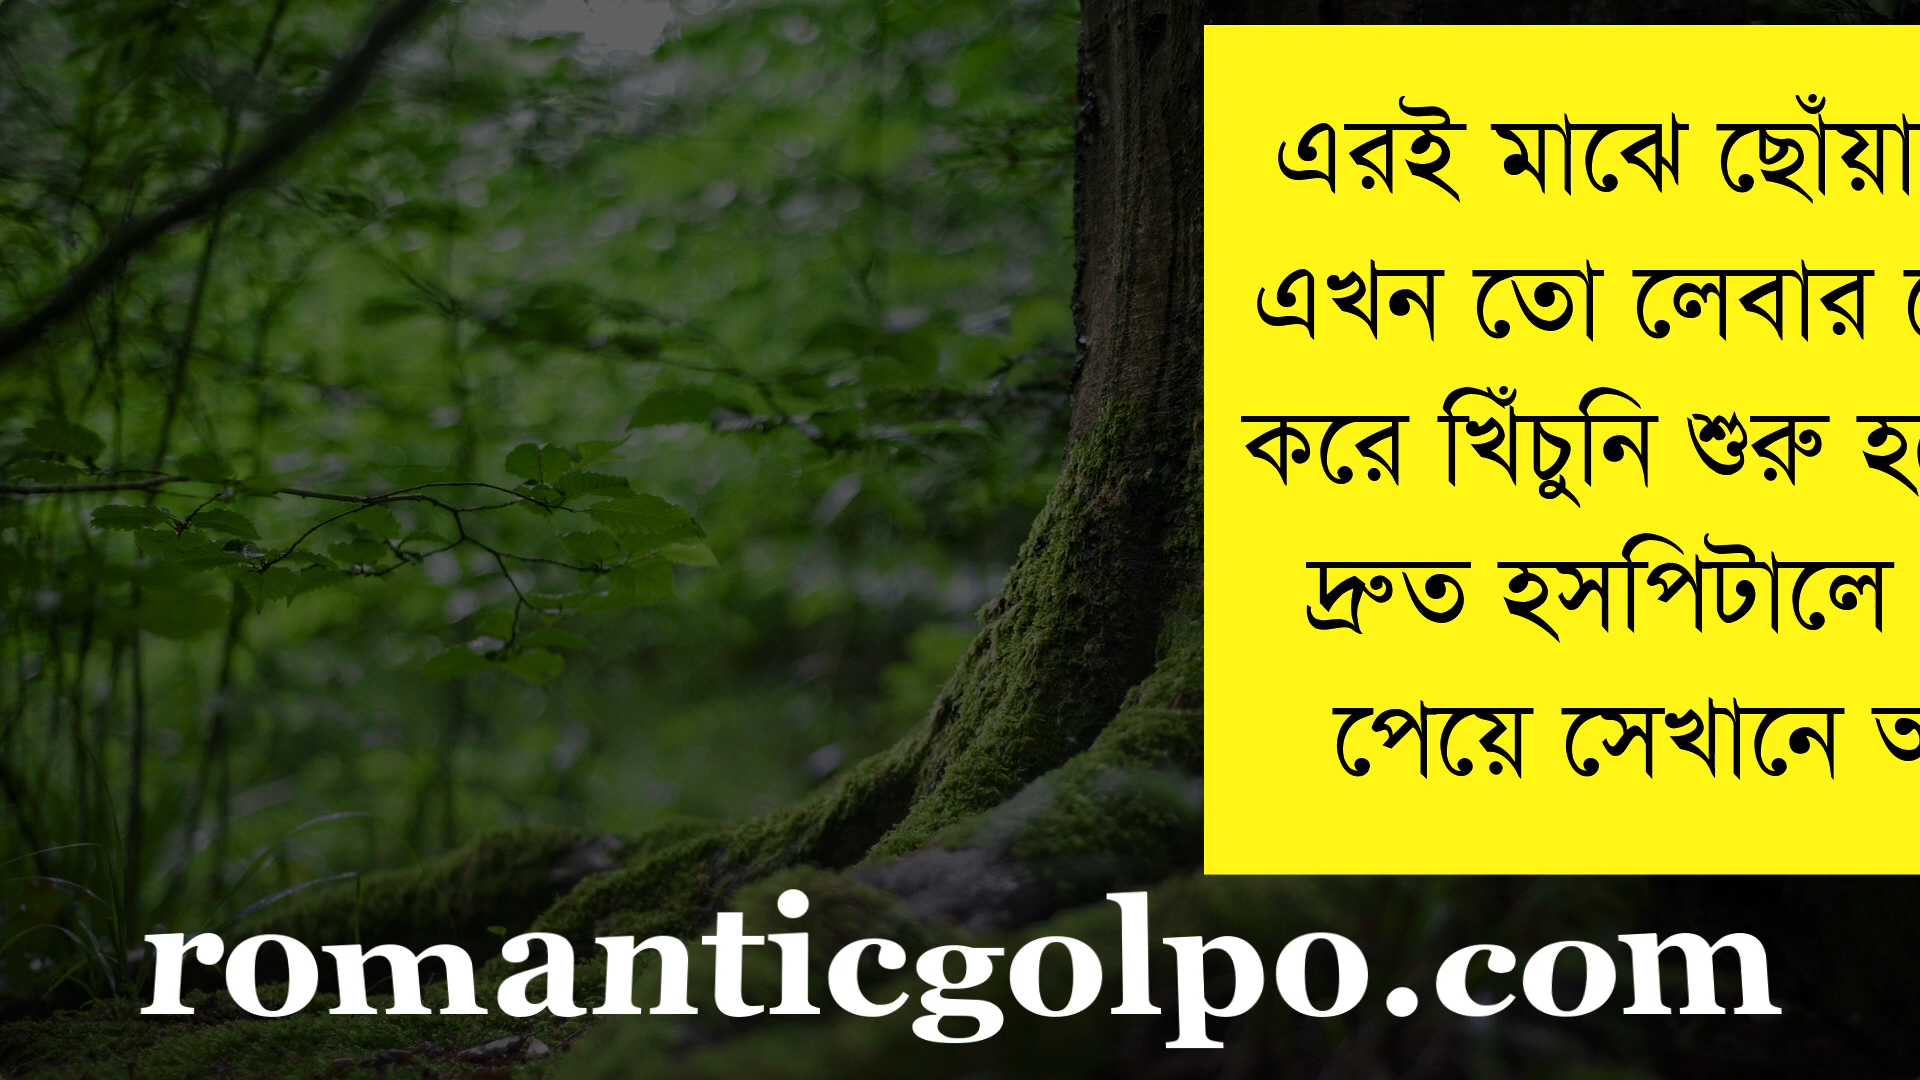 এরই মাঝে ছোঁয়া
এখন তো লেবার
করে খিঁচুনি শুরু
দ্রুত হসপিটালে
পেয়ে সেখানে
romanticgolpo.com